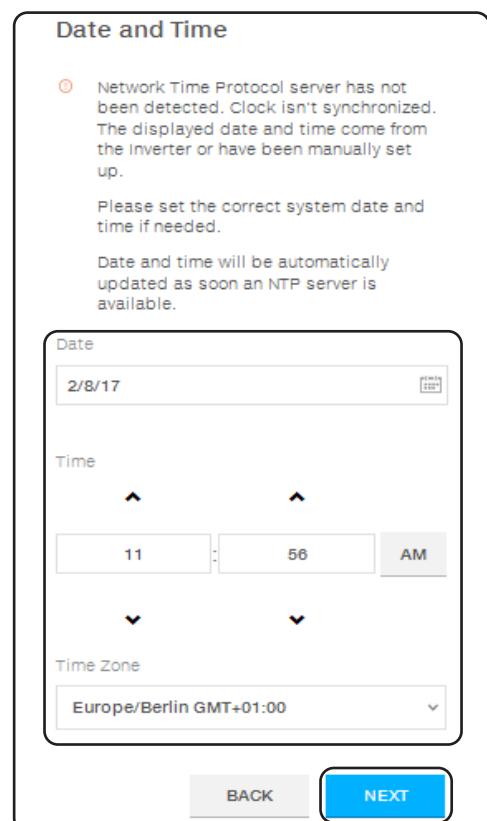 Date and Time
Network Time Protocol server has not
been detected. Clock isn't synchronized.
The displayed date and time come from
the Inverter or have been manually set
up.
Please set the correct system date and
time if needed.
Date and time will be automatically
updated as soon an NTP server is
available.
Date
2/8/17
Time
11 : 56 AM
Time Zone
Europe/Berlin GMT+01:00
BACK NEXT